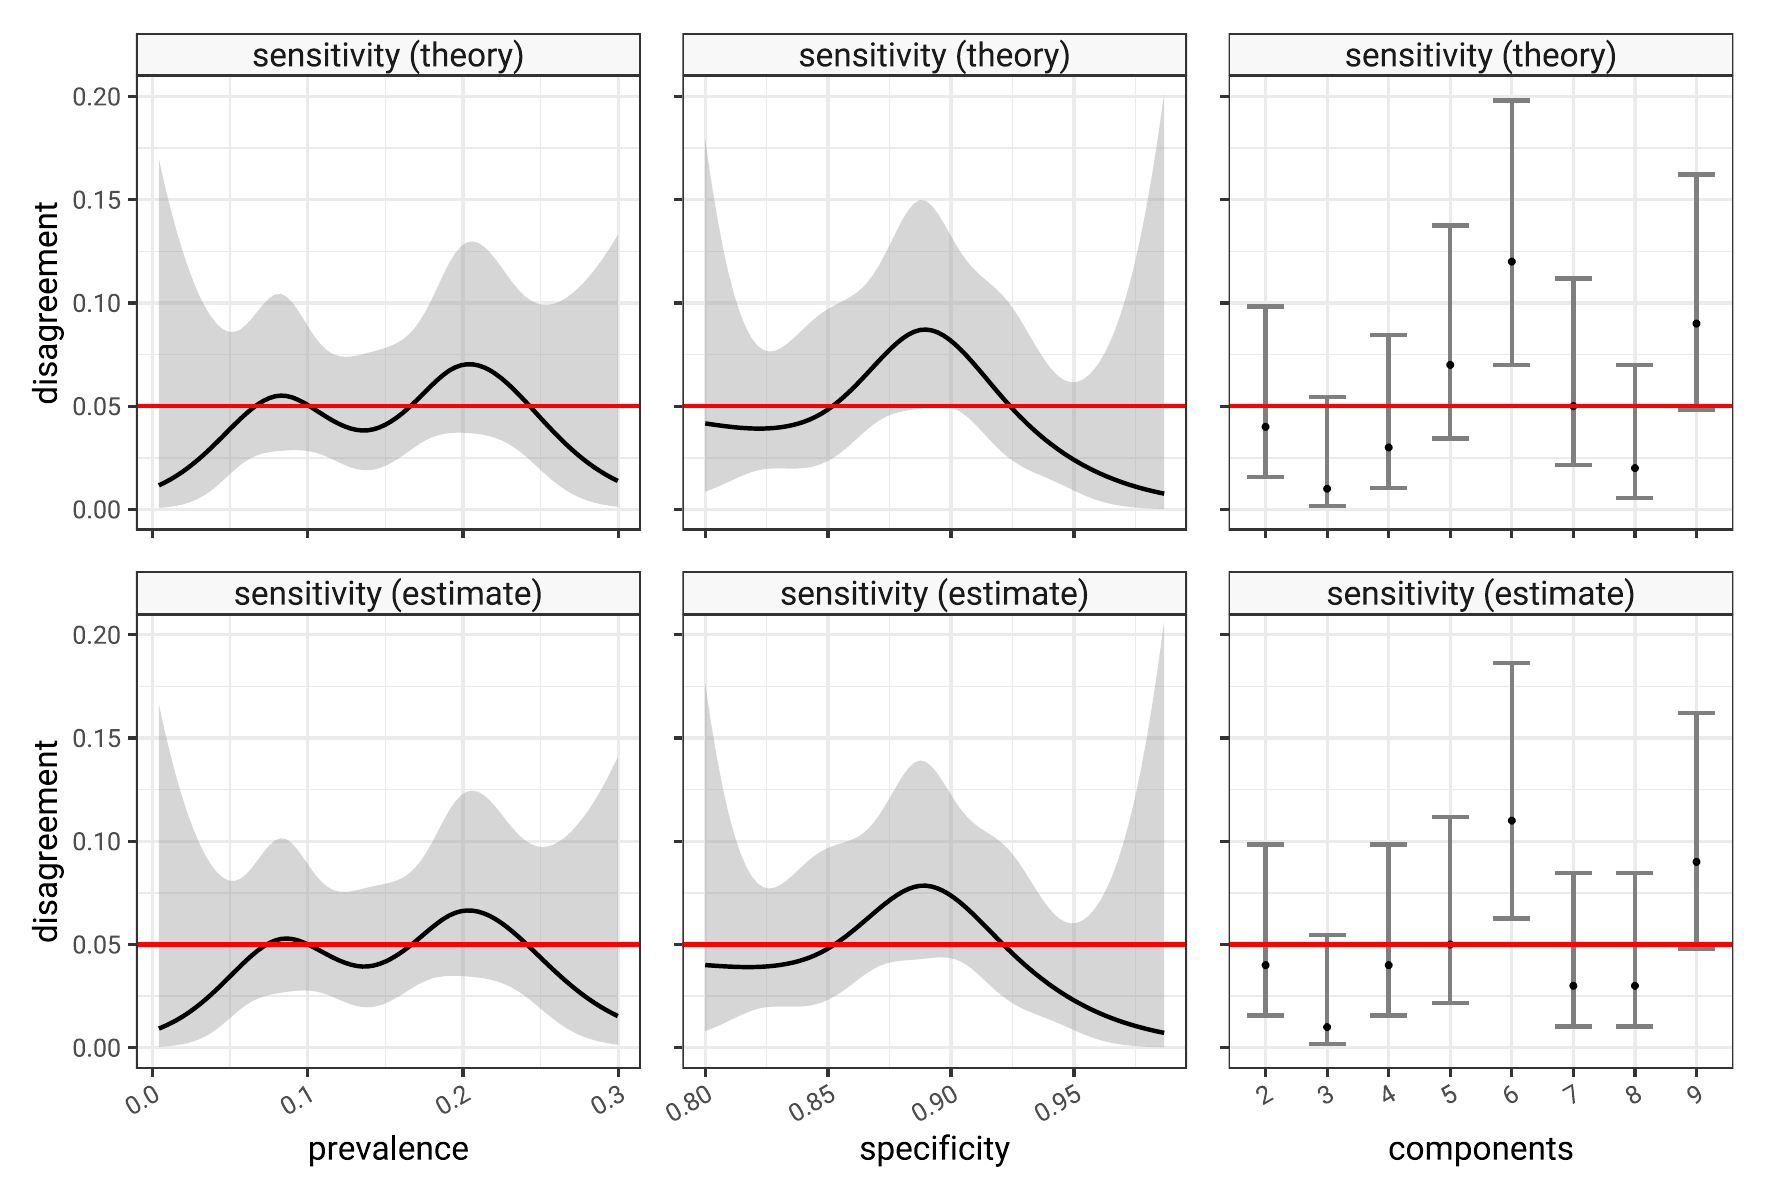 sensitivity (theory) sensitivity (theory) sensitivity (theory)
disagreement
0.20
0.15
0.10
0.05
0.00
sensitivity (estimate) sensitivity (estimate) sensitivity (estimate)
disagreement
0.20
0.15
0.10
0.05
0.00
0.0 0.1 0.2 0.3 0.80 0.85 0.90 0.95 2 3 4 5 6 7 8 9
prevalence specificity components